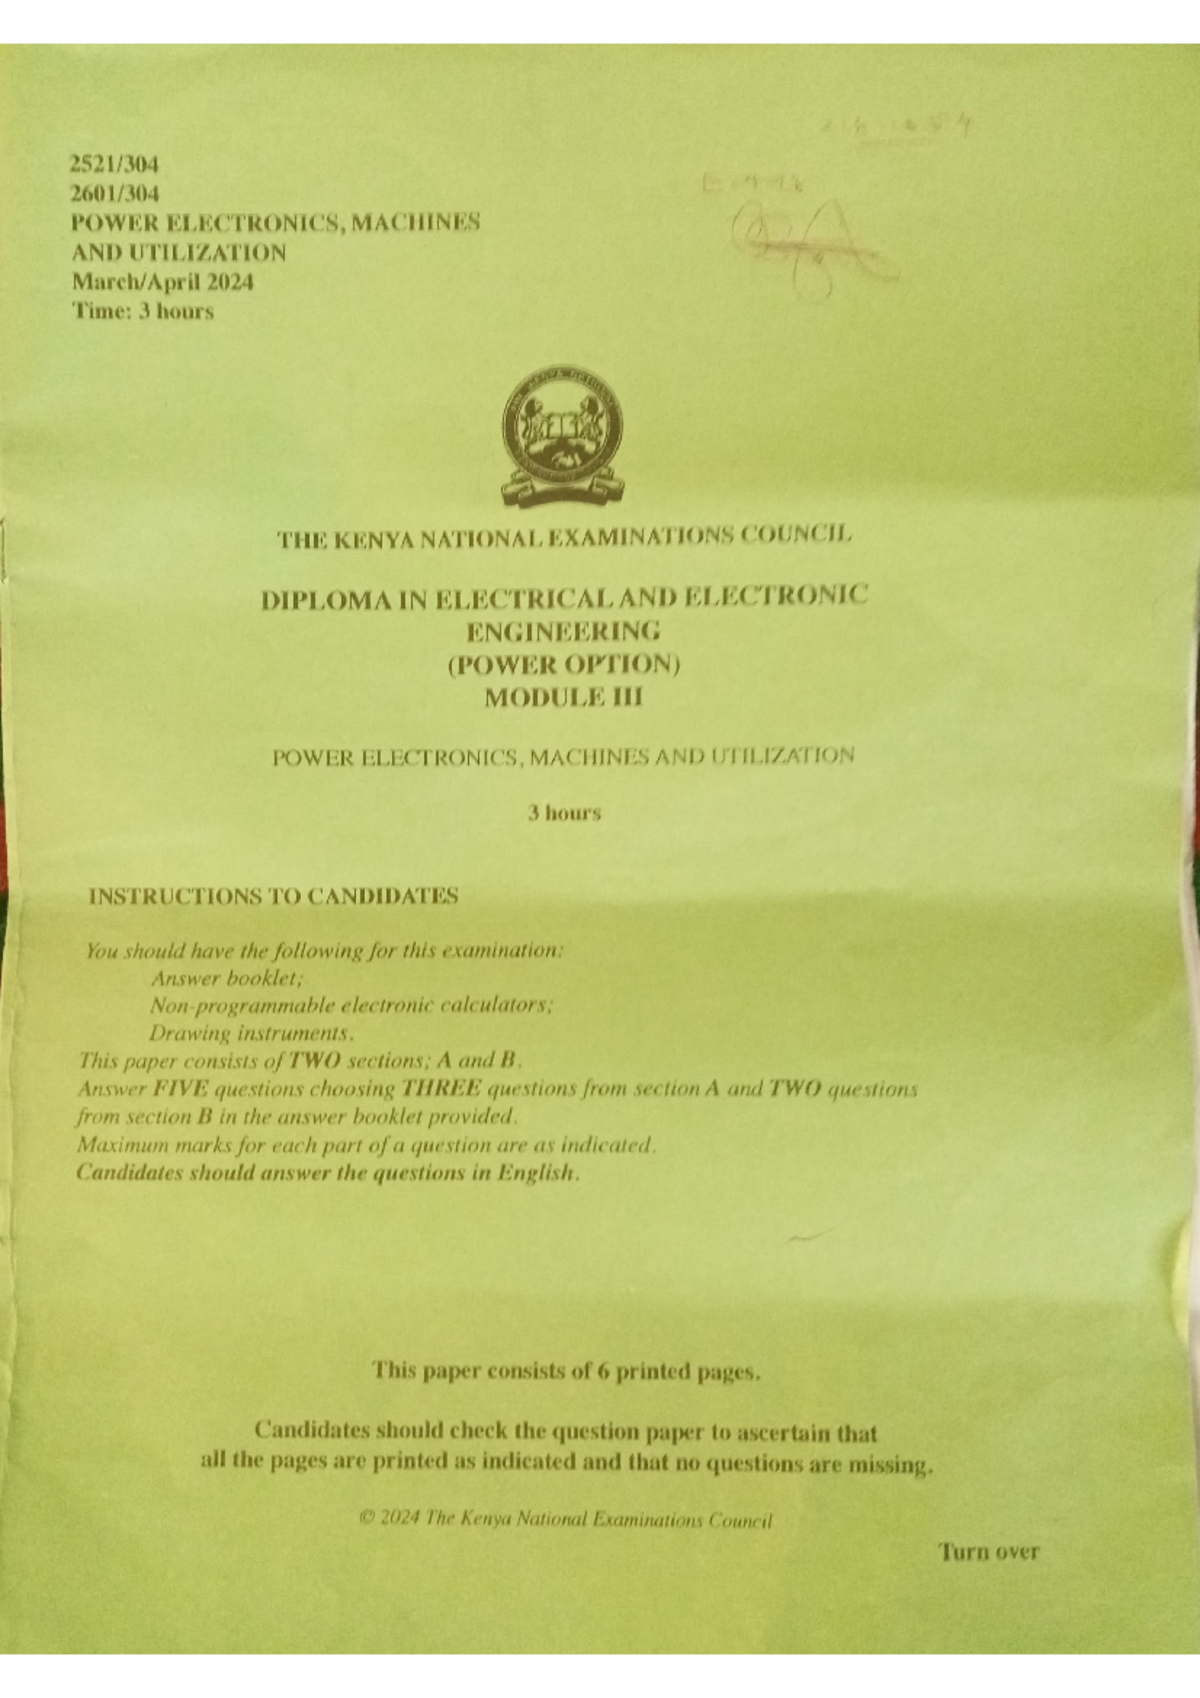 2521/304
2601/304
POWER ELECTRONICS, MACHINES
AND UTILIZATION
March/April 2024
Time: 3 hours
THE KENYA NATIONAL EXAMINATIONS COUNCIL
DIPLOMA IN ELECTRICAL AND ELECTRONIC
ENGINEERING
(POWER OPTION)
MODULE III
POWER ELECTRONICS, MACHINES AND UTILIZATION
3 hours
INSTRUCTIONS TO CANDIDATES
You should have the following for this examination:
Answer booklet;
Non-programmable electronic calculators;
Drawing instruments.
This paper consists of TWO sections; A and B.
Answer FIVE questions choosing THREE questions from section A and TWO questions
from section B in the answer booklet provided.
Maximum marks for each part of a question are as indicated.
Candidates should answer the questions in English.
This paper consists of 6 printed pages.
Candidates should check the question paper to ascertain that
all the pages are printed as indicated and that no questions are missing.
© 2024 The Kenya National Examinations Council
Turn over